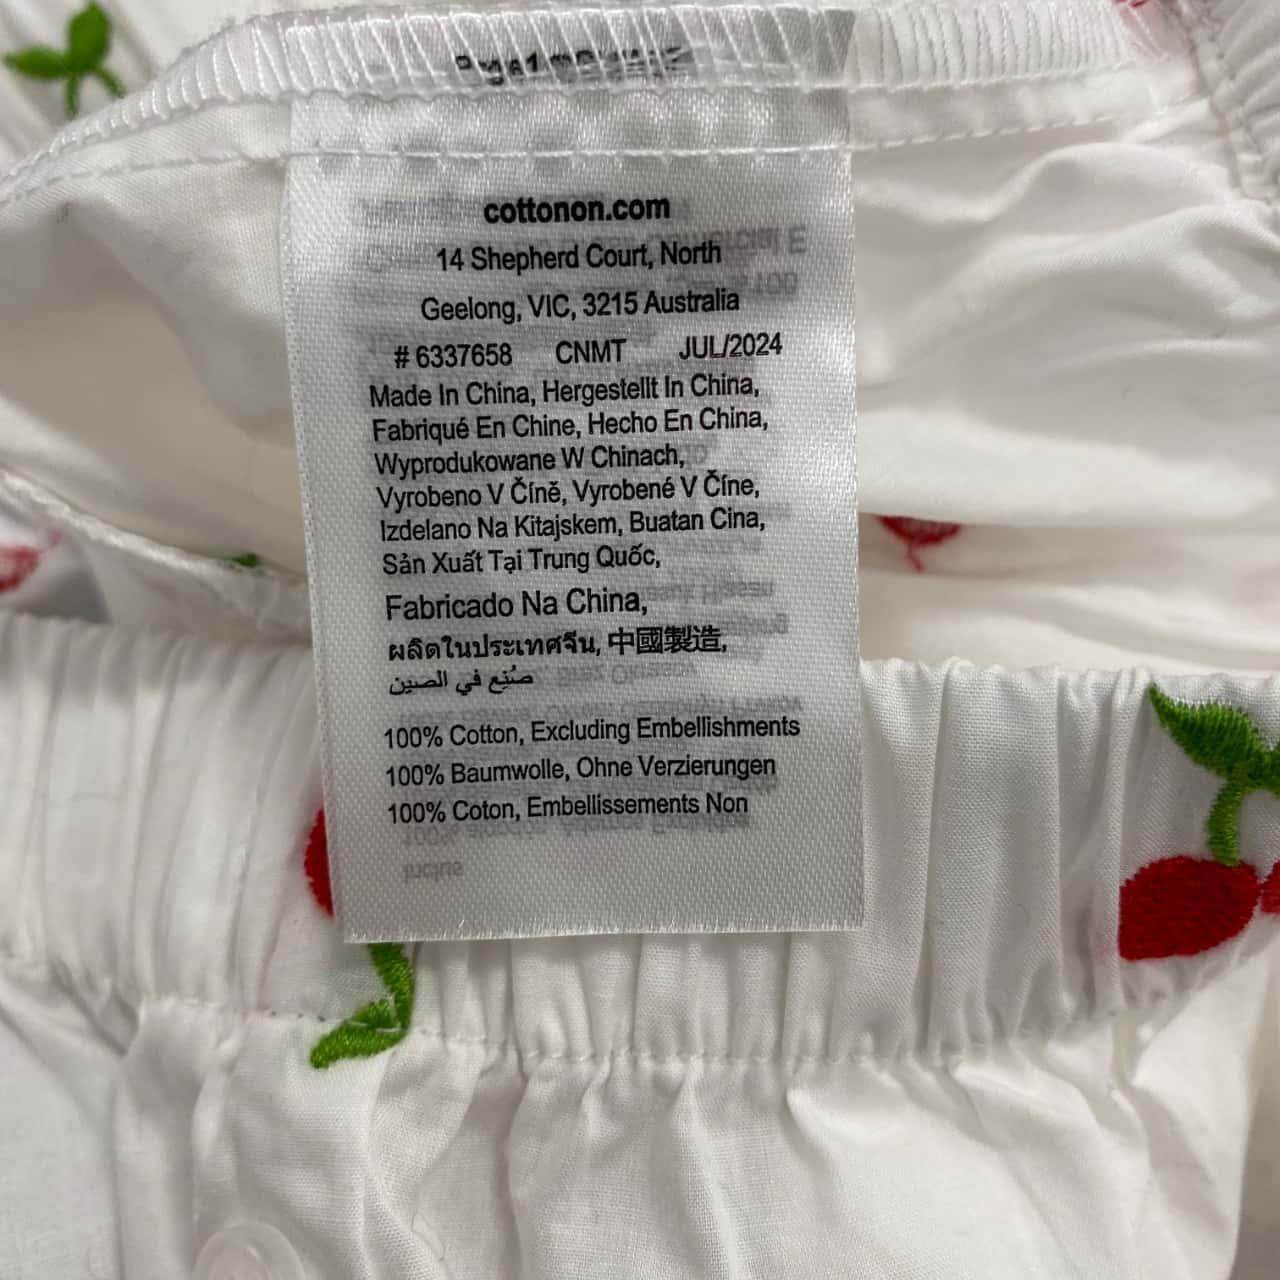 cottonon.com
14 Shepherd Court, North
Geelong, VIC, 3215 Australia
# 6337658 CNMT JUL/2024
Made In China, Hergestellt In China,
Fabriqué En Chine, Hecho En China,
Wyprodukowane W Chinach,
Vyrobeno V Číně, Vyrobené V Číne,
Izdelano Na Kitajskem, Buatan Cina,
Sản Xuất Tại Trung Quốc,
Fabricado Na China,
ผลิตในประเทศจีน, 中國製造,
صُنِع في الصين
100% Cotton, Excluding Embellishments
100% Baumwolle, Ohne Verzierungen
100% Coton, Embellissements Non